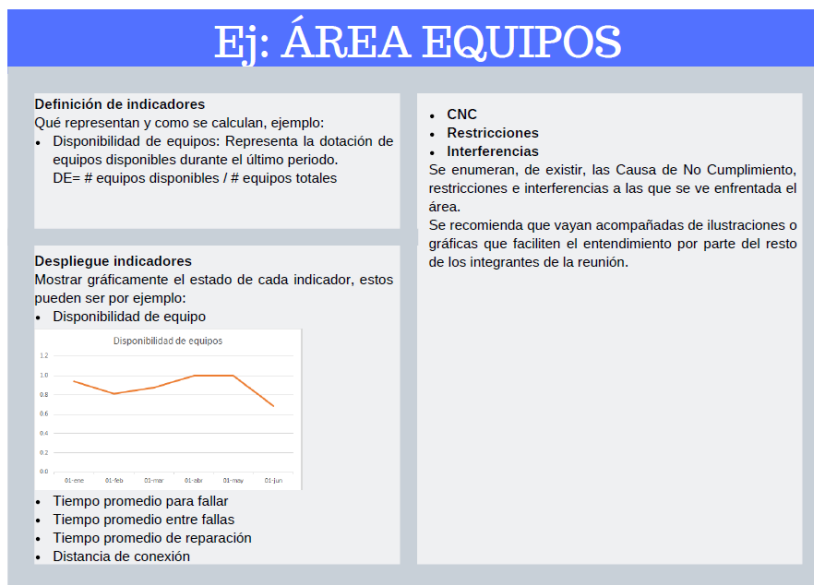 Ej: ÁREA EQUIPOS
Definición de indicadores
Qué representan y como se calculan, ejemplo:
• Disponibilidad de equipos: Representa la dotación de
equipos disponibles durante el último periodo.
DE= # equipos disponibles / # equipos totales
Despliegue indicadores
Mostrar gráficamente el estado de cada indicador, estos
pueden ser por ejemplo:
• Disponibilidad de equipo
Disponibilidad de equipos
1.2
1.0
0.8
0.6
0.4
0.2
0.0
01-ene 01-feb 01-mar 01-abr 01-may 01-jun
• Tiempo promedio para fallar
• Tiempo promedio entre fallas
• Tiempo promedio de reparación
• Distancia de conexión
• CNC
• Restricciones
• Interferencias
Se enumeran, de existir, las Causa de No Cumplimiento,
restricciones e interferencias a las que se ve enfrentada el
área.
Se recomienda que vayan acompañadas de ilustraciones o
gráficas que faciliten el entendimiento por parte del resto
de los integrantes de la reunión.